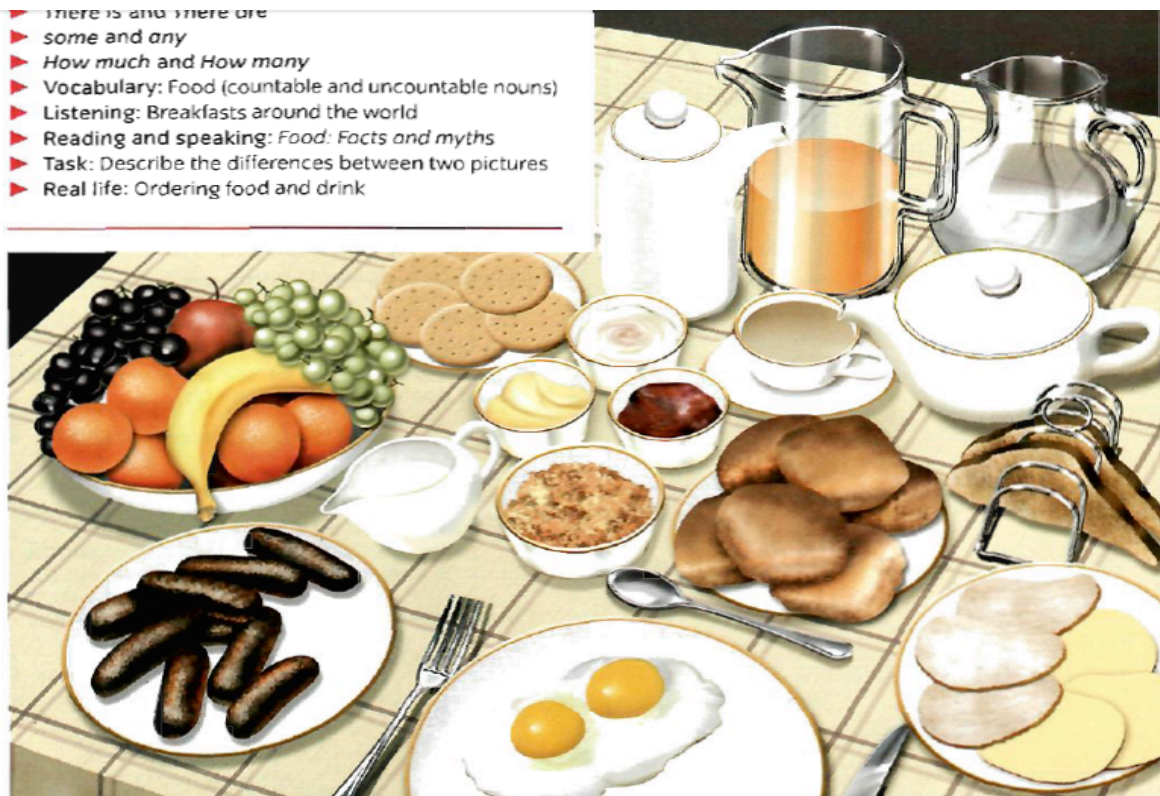 There is and There are
some and any
How much and How many
Vocabulary: Food (countable and uncountable nouns)
Listening: Breakfasts around the world
Reading and speaking: Food: Facts and myths
Task: Describe the differences between two pictures
Real life: Ordering food and drink